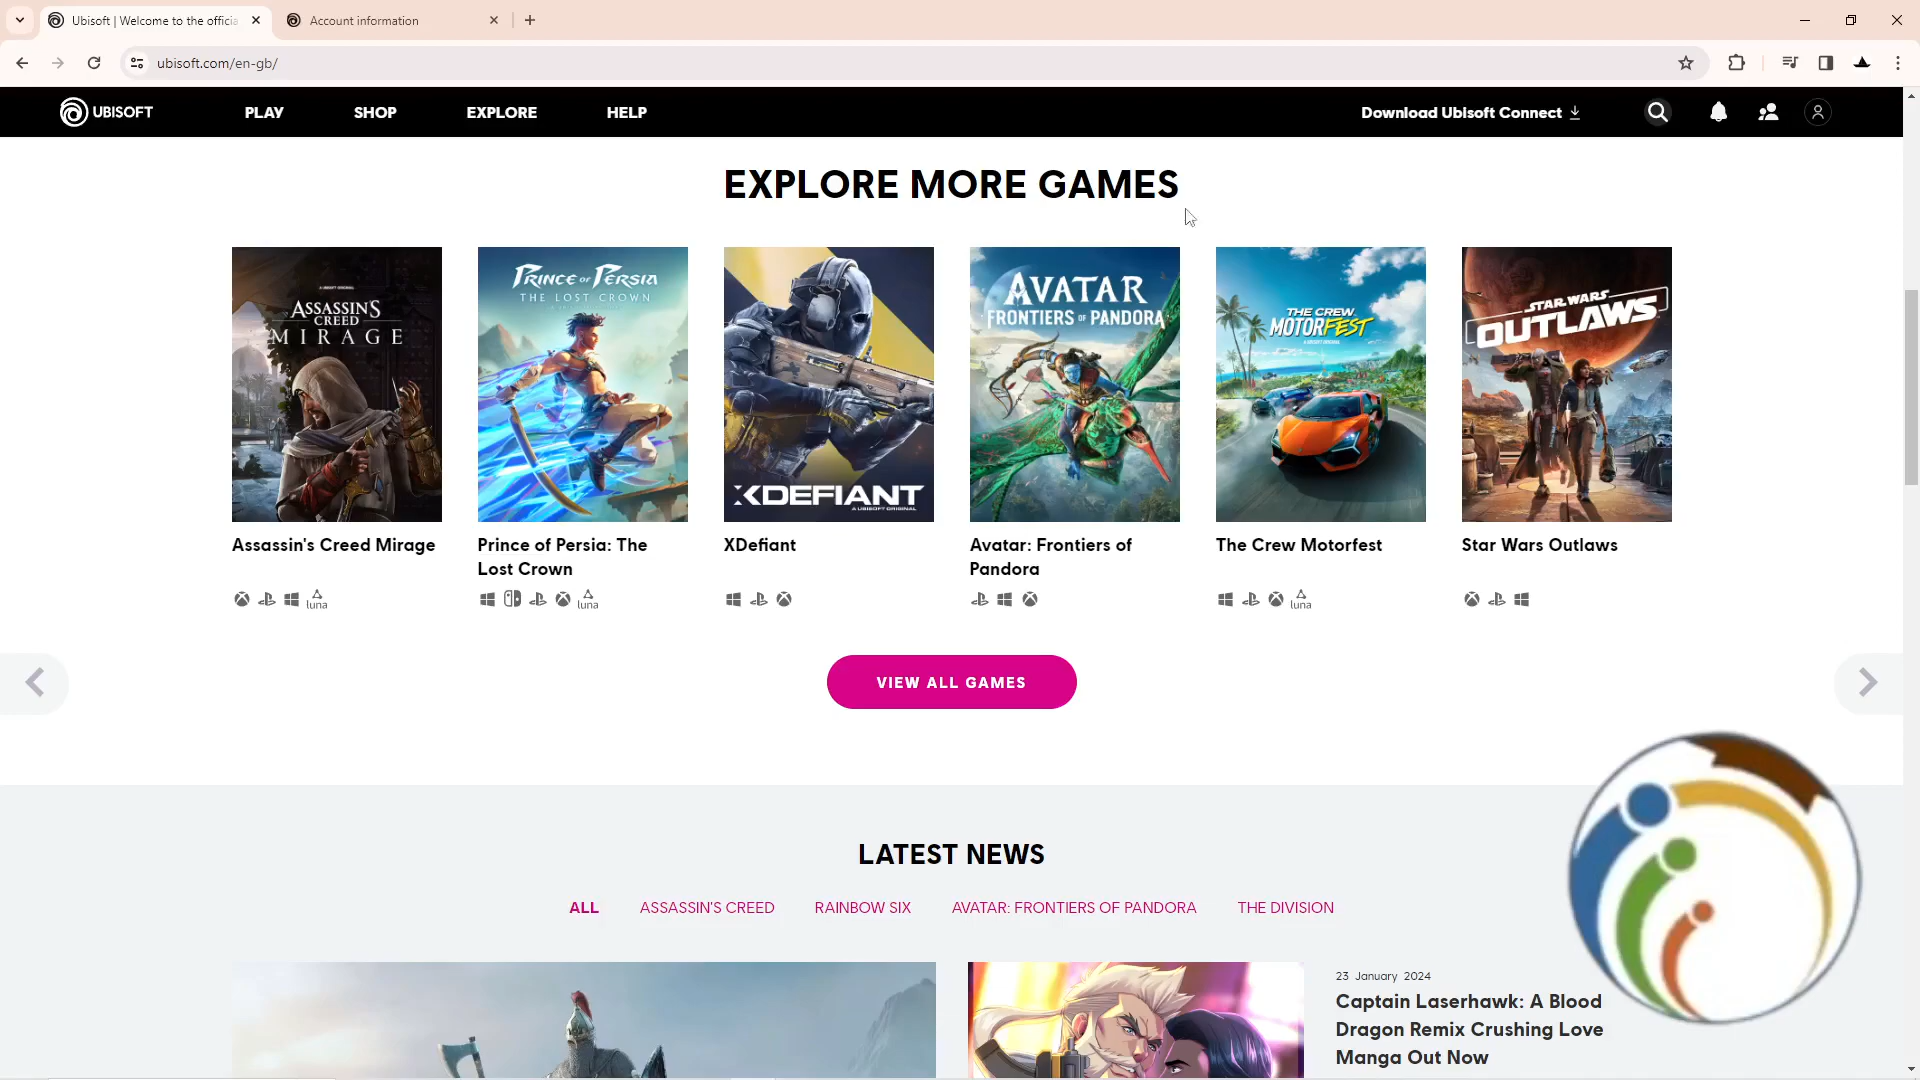 Ubisoft | Welcome to the officia
Account information
ubisoft.com/en-gb/
UBISOFT
PLAY
SHOP
EXPLORE
HELP
Download Ubisoft Connect
EXPLORE MORE GAMES
ASSASSIN'S
CREED
MIRAGE
PRINCE OF PERSIA
THE LOST CROWN
XDEFIANT
A UBISOFT ORIGINAL
AVATAR
FRONTIERS OF PANDORA
THE CREW
MOTORFEST
STAR WARS
OUTLAWS
Assassin's Creed Mirage
Prince of Persia: The
Lost Crown
XDefiant
Avatar: Frontiers of
Pandora
The Crew Motorfest
Star Wars Outlaws
luna
luna
luna
VIEW ALL GAMES
LATEST NEWS
ALL
ASSASSIN'S CREED
RAINBOW SIX
AVATAR: FRONTIERS OF PANDORA
THE DIVISION
23 January 2024
Captain Laserhawk: A Blood
Dragon Remix Crushing Love
Manga Out Now